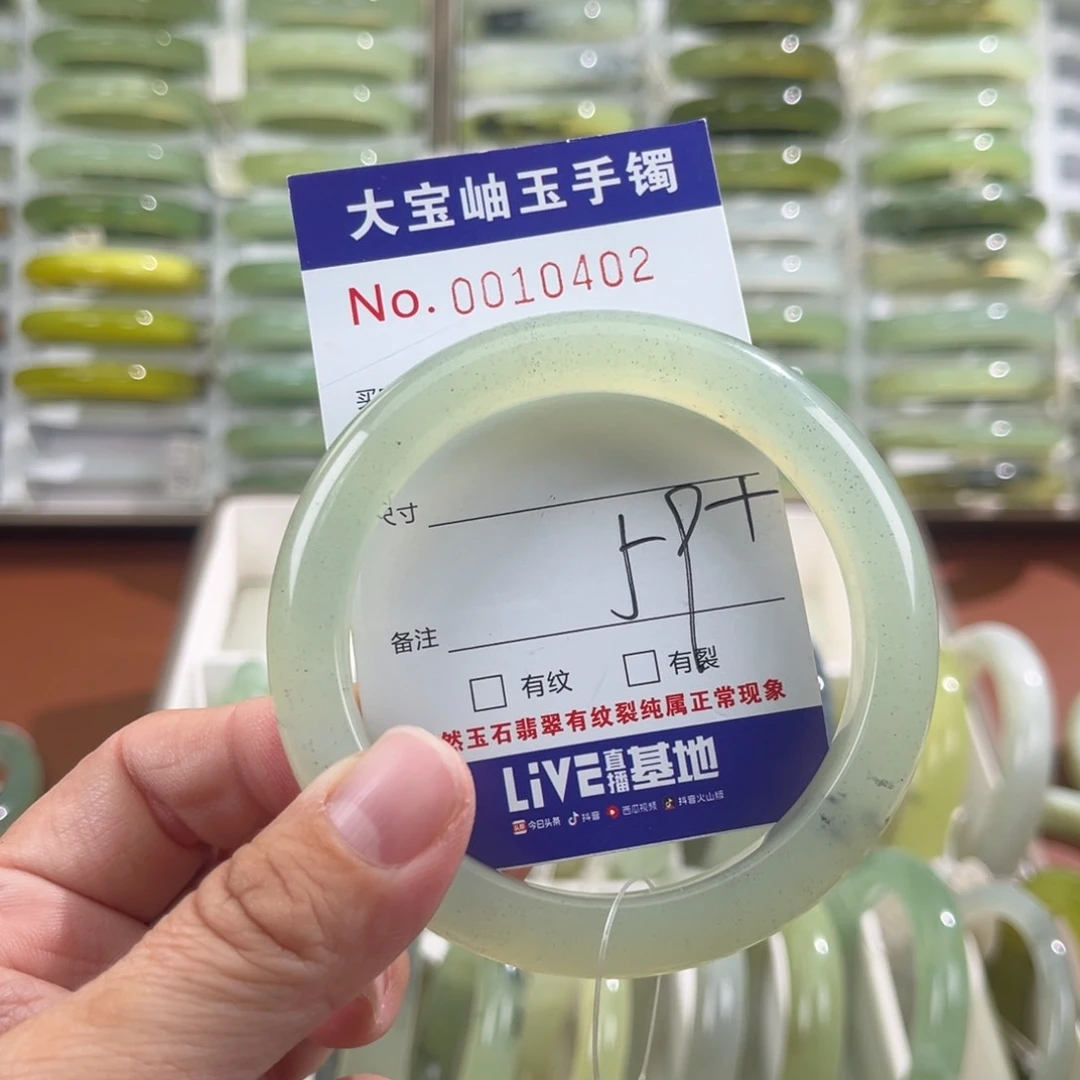 大宝岫玉手镯
No. 0010402
买
尺寸
备注
□ 有纹 □ 有裂
然玉石翡翠有纹裂纯属正常现象
LiVE直播基地
今日头条 抖音 西瓜视频 抖音火山版